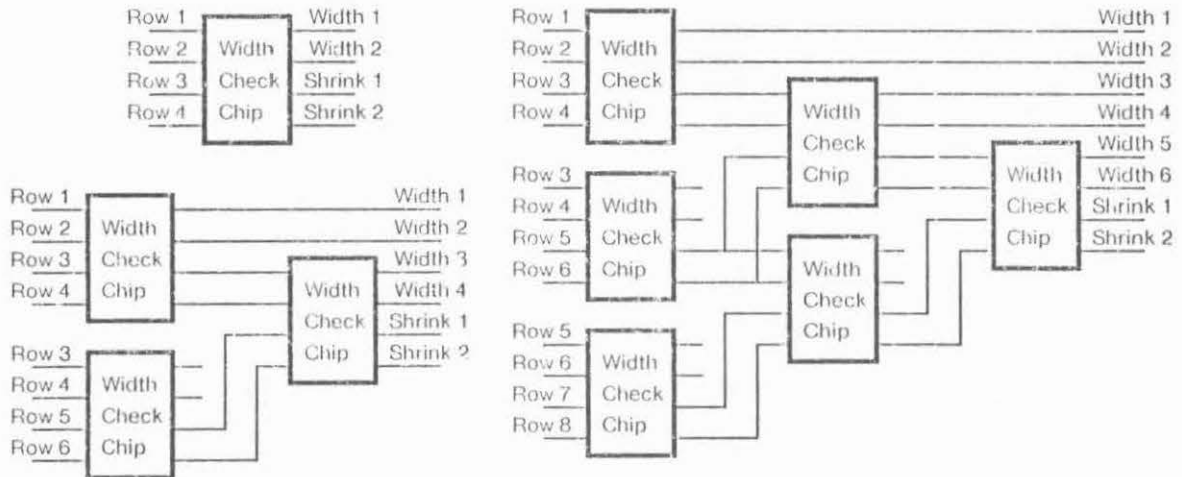 Row 1
Row 2
Row 3
Row 4
Width
Check
Chip
Width 1
Width 2
Shrink 1
Shrink 2
Row 1
Row 2
Row 3
Row 4
Width
Check
Chip
Row 3
Row 4
Row 5
Row 6
Width
Check
Chip
Width
Check
Chip
Width 1
Width 2
Width 3
Width 4
Shrink 1
Shrink 2
Row 1
Row 2
Row 3
Row 4
Width
Check
Chip
Row 3
Row 4
Row 5
Row 6
Width
Check
Chip
Row 5
Row 6
Row 7
Row 8
Width
Check
Chip
Width
Check
Chip
Width
Check
Chip
Width
Check
Chip
Width 1
Width 2
Width 3
Width 4
Width 5
Width 6
Shrink 1
Shrink 2